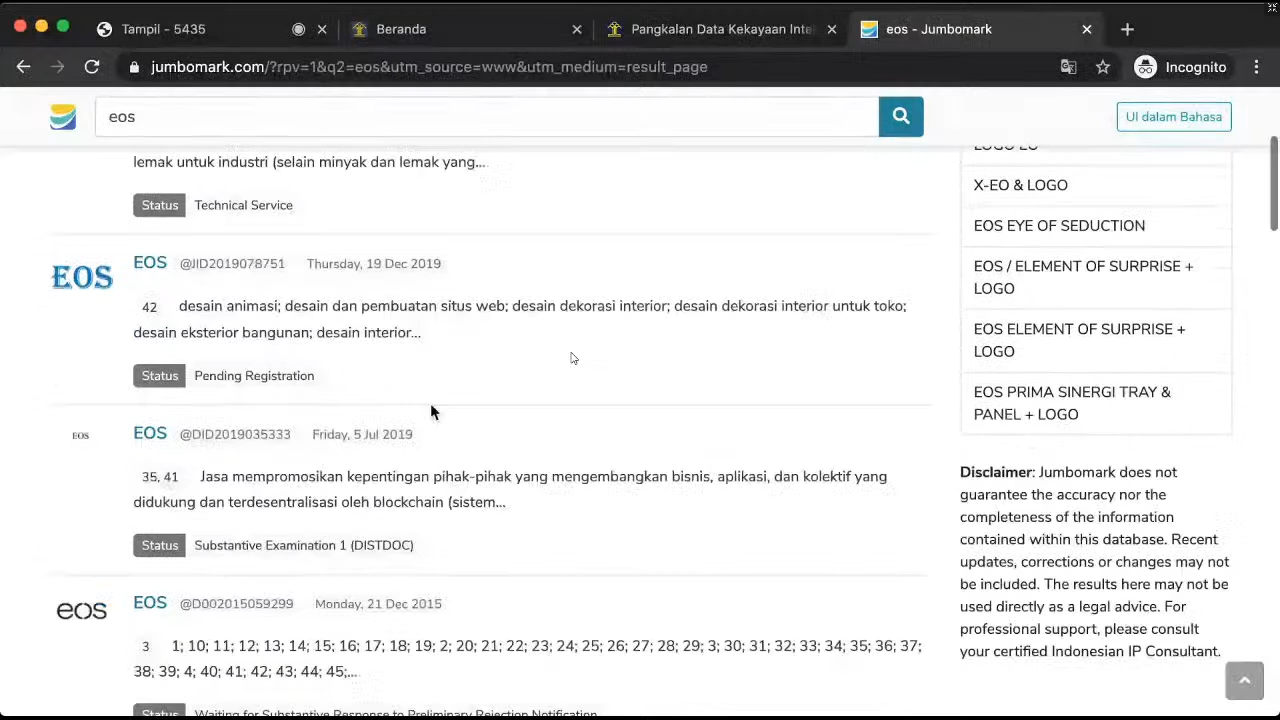 Tampil - 5435
Beranda
Pangkalan Data Kekayaan Inte
eos - Jumbomark
jumbomark.com/?rpv=1&q2=eos&utm_source=www&utm_medium=result_page
Incognito
eos
UI dalam Bahasa
lemak untuk industri (selain minyak dan lemak yang...
Status Technical Service
EOS
EOS @JID2019078751 Thursday, 19 Dec 2019
42 desain animasi; desain dan pembuatan situs web; desain dekorasi interior; desain dekorasi interior untuk toko;
desain eksterior bangunan; desain interior...
Status Pending Registration
EOS
EOS @DID2019035333 Friday, 5 Jul 2019
35, 41 Jasa mempromosikan kepentingan pihak-pihak yang mengembangkan bisnis, aplikasi, dan kolektif yang
didukung dan terdesentralisasi oleh blockchain (sistem...
Status Substantive Examination 1 (DISTDOC)
eos
EOS @D002015059299 Monday, 21 Dec 2015
3 1; 10; 11; 12; 13; 14; 15; 16; 17; 18; 19; 2; 20; 21; 22; 23; 24; 25; 26; 27; 28; 29; 3; 30; 31; 32; 33; 34; 35; 36; 37;
38; 39; 4; 40; 41; 42; 43; 44; 45;...
Status Waiting for Substantive Response to Preliminary Rejection Notification
LOGO EO
X-EO & LOGO
EOS EYE OF SEDUCTION
EOS / ELEMENT OF SURPRISE +
LOGO
EOS ELEMENT OF SURPRISE +
LOGO
EOS PRIMA SINERGI TRAY &
PANEL + LOGO
Disclaimer: Jumbomark does not
guarantee the accuracy nor the
completeness of the information
contained within this database. Recent
updates, corrections or changes may not
be included. The results here may not be
used directly as a legal advice. For
professional support, please consult
your certified Indonesian IP Consultant.